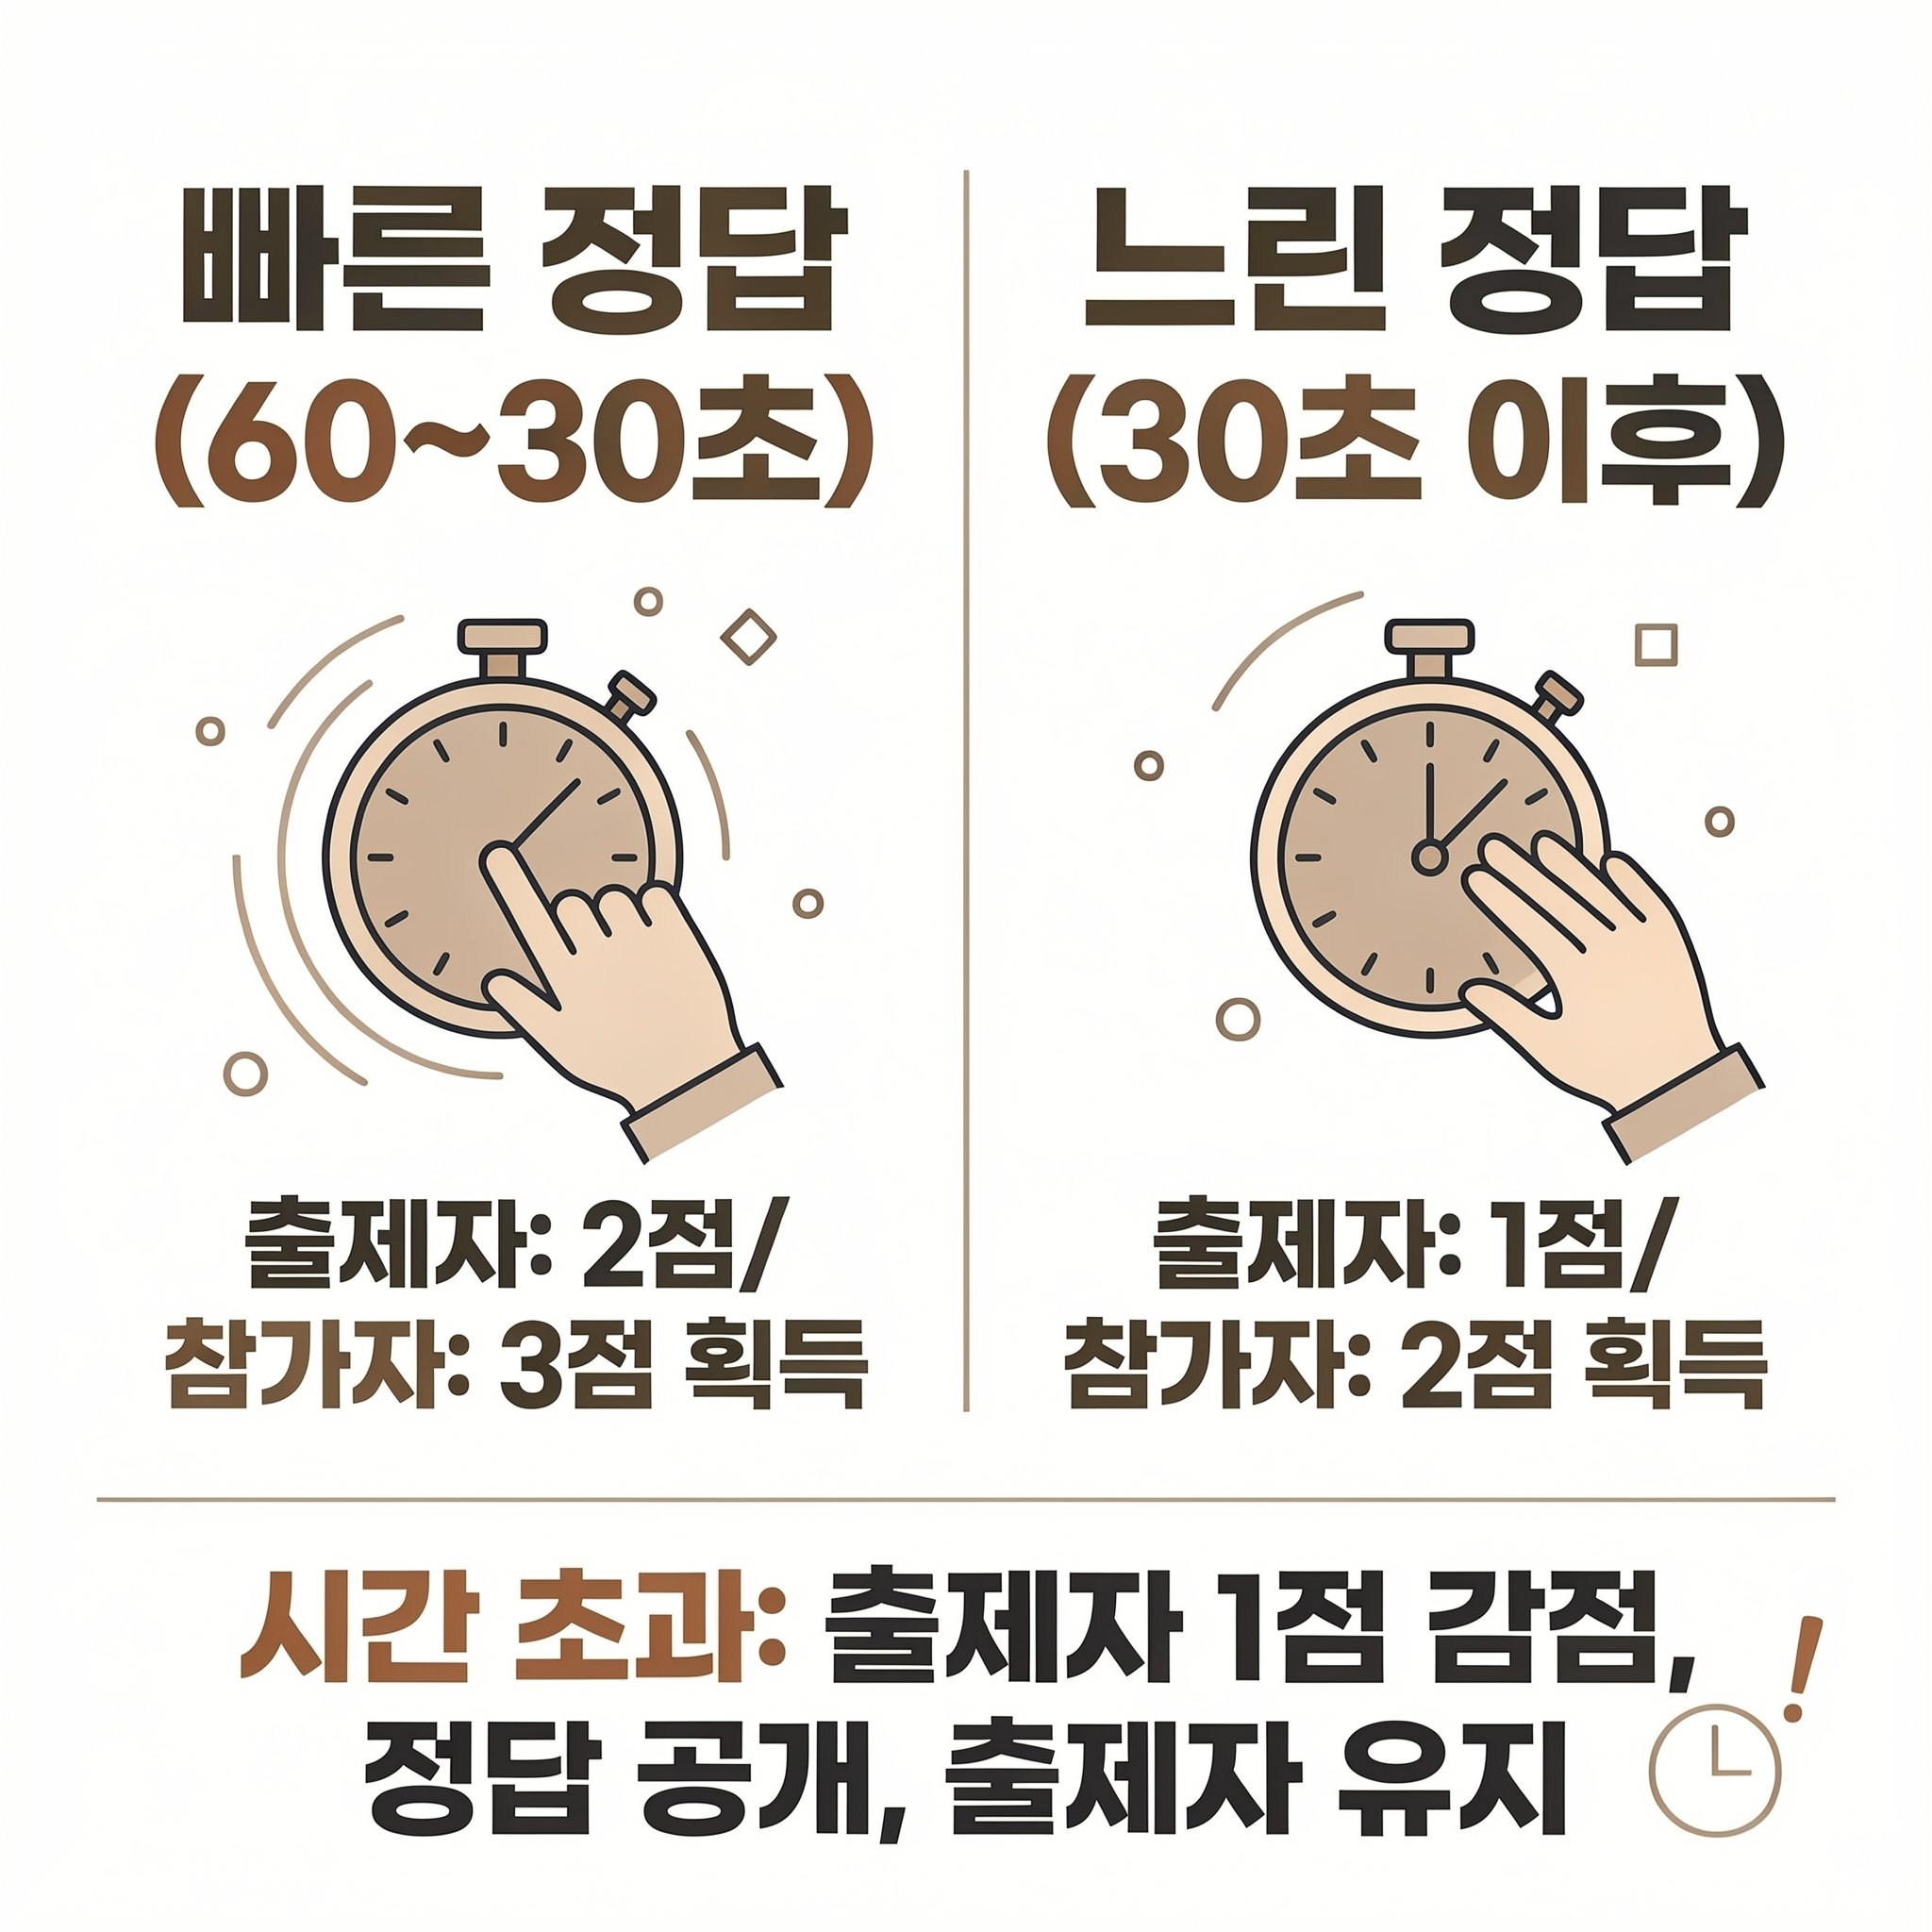 빠른 정답
(60~30초)
출제자: 2점/
참가자: 3점 획득
느린 정답
(30초 이후)
출제자: 1점/
참가자: 2점 획득
시간 초과: 출제자 1점 감점,
정답 공개, 출제자 유지